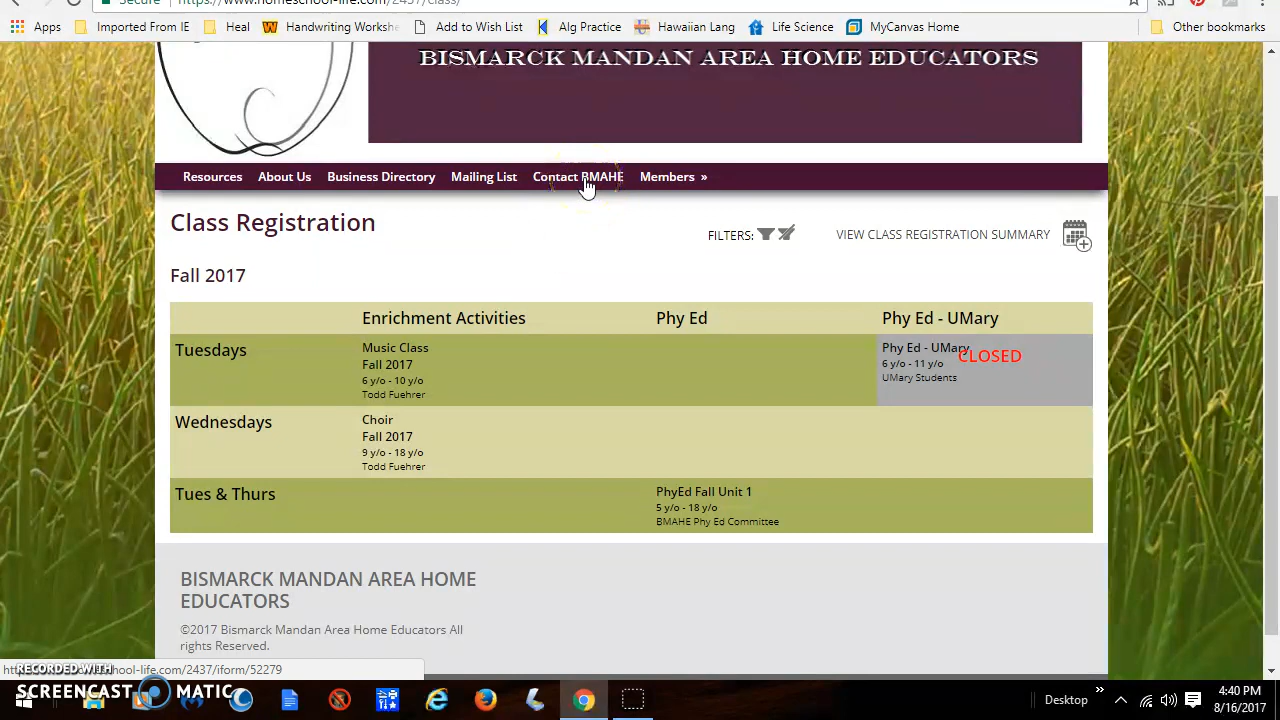 Secure
www.homeschool-life.com/2437/class/
Apps Imported From IE Heal Handwriting Workshe Add to Wish List Alg Practice Hawaiian Lang Life Science MyCanvas Home Other bookmarks
BISMARCK MANDAN AREA HOME EDUCATORS
Resources About Us Business Directory Mailing List Contact BMAHE Members »
Class Registration
FILTERS: VIEW CLASS REGISTRATION SUMMARY
Fall 2017
Enrichment Activities Phy Ed Phy Ed - UMary
Tuesdays
Music Class
Fall 2017
6 y/o - 10 y/o
Todd Fuehrer
Phy Ed - UMary
CLOSED
6 y/o - 11 y/o
UMary Students
Wednesdays
Choir
Fall 2017
9 y/o - 18 y/o
Todd Fuehrer
Tues & Thurs
PhyEd Fall Unit 1
5 y/o - 18 y/o
BMAHE Phy Ed Committee
BISMARCK MANDAN AREA HOME
EDUCATORS
©2017 Bismarck Mandan Area Home Educators All
rights Reserved.
ool-life.com/2437/iform/52279
RECORDED WITH
SCREENCAST MATIC
Desktop
4:40 PM
8/16/2017